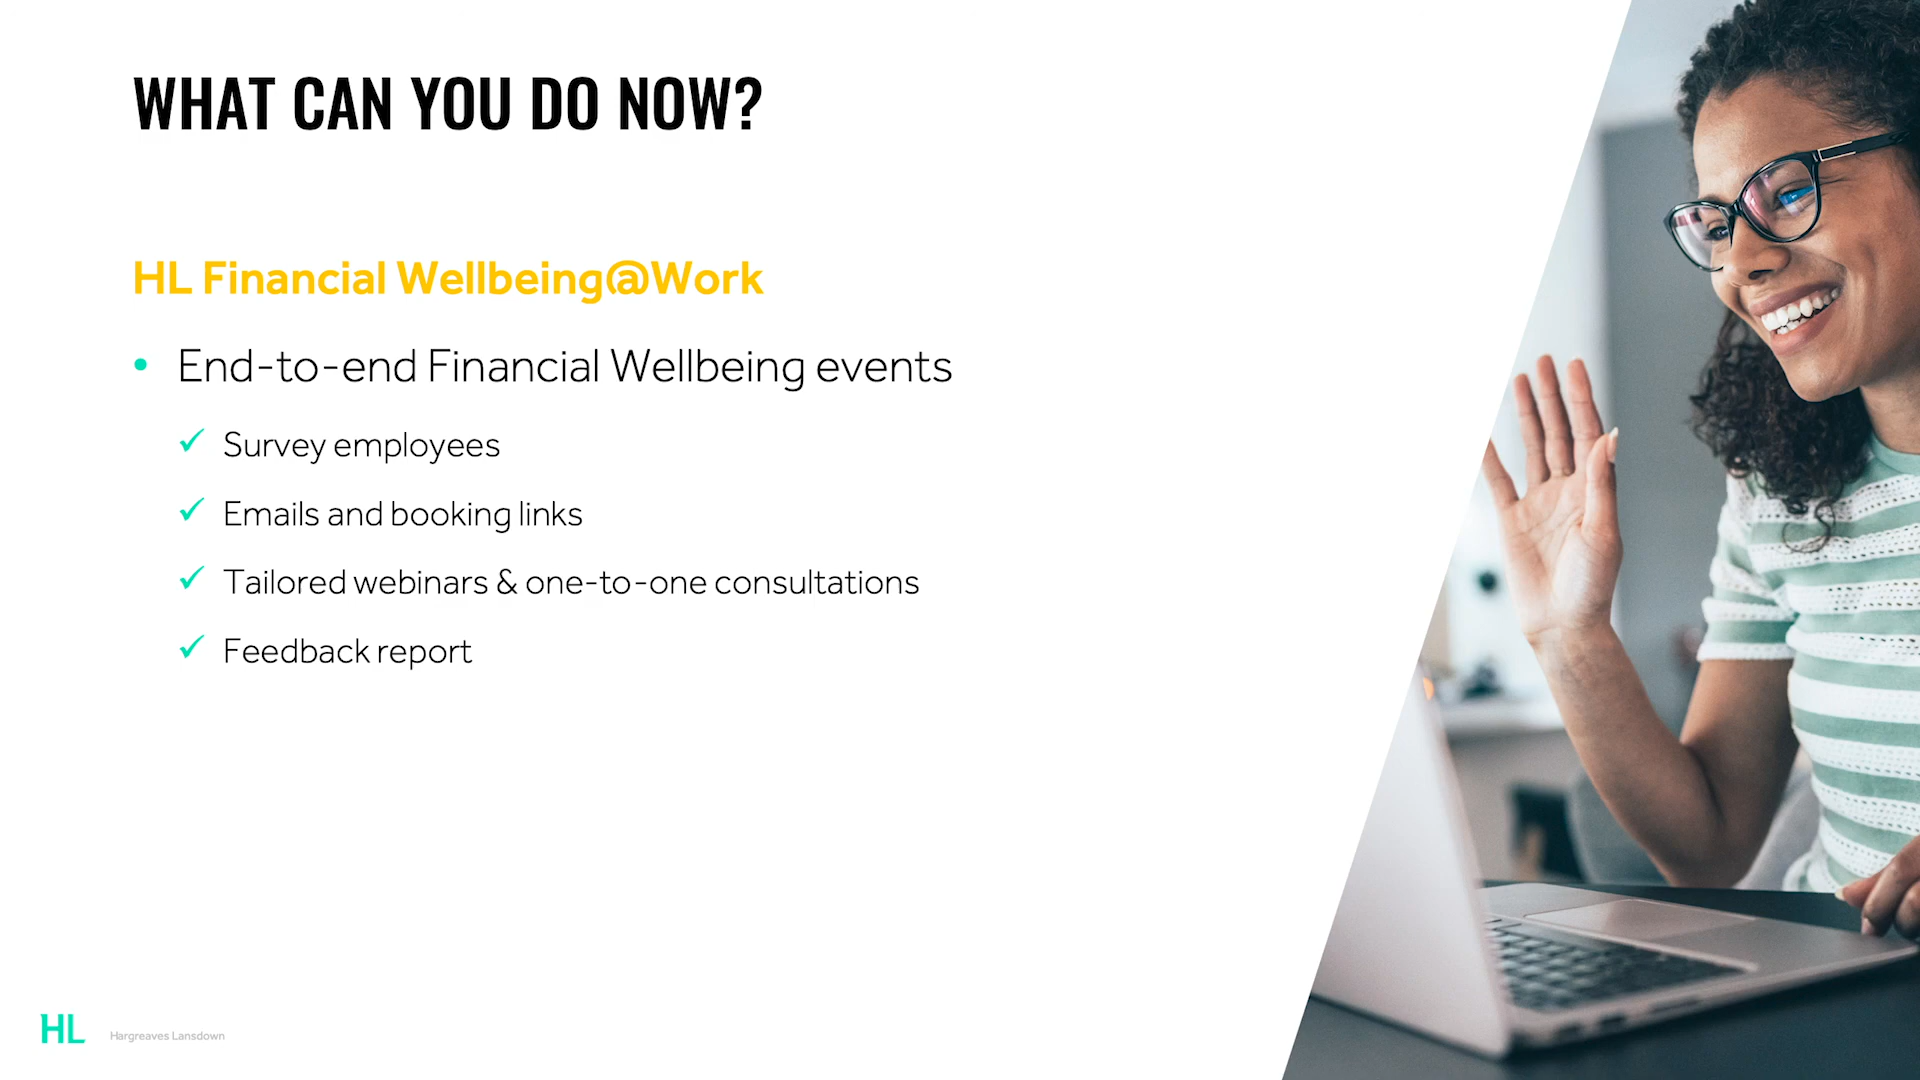 WHAT CAN YOU DO NOW?
HL Financial Wellbeing@Work
• End-to-end Financial Wellbeing events
✓ Survey employees
✓ Emails and booking links
✓ Tailored webinars & one-to-one consultations
✓ Feedback report
HL Hargreaves Lansdown